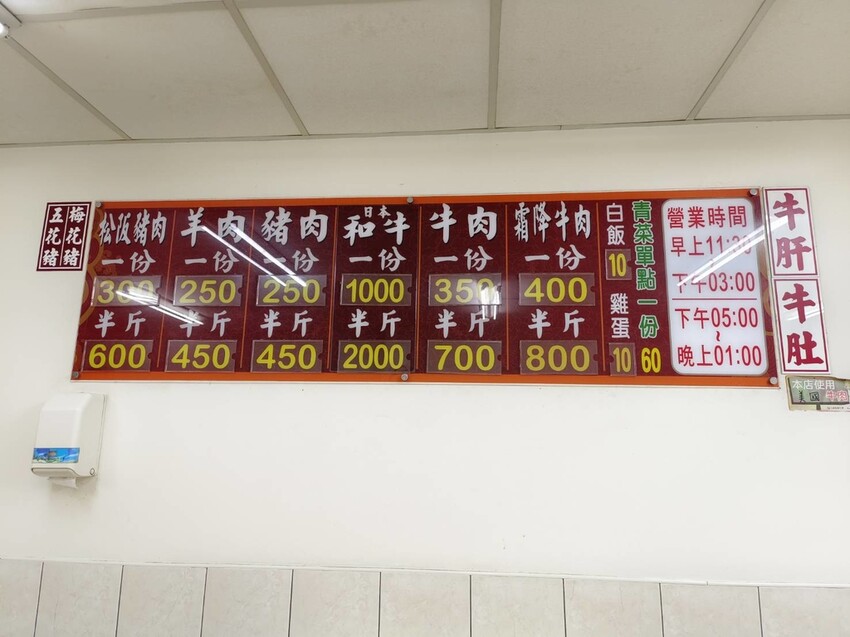 梅花豬
五花豬
松阪豬肉
一份
300
半斤
600
羊肉
一份
250
半斤
450
豬肉
一份
250
半斤
450
日本
和牛
一份
1000
半斤
2000
牛肉
一份
350
半斤
700
霜降牛肉
一份
400
半斤
800
白飯
10
雞蛋
10
青菜單點一份
60
營業時間
早上11:30
下午03:00
下午05:00
~
晚上01:00
牛肝
牛肚
本店使用
美國